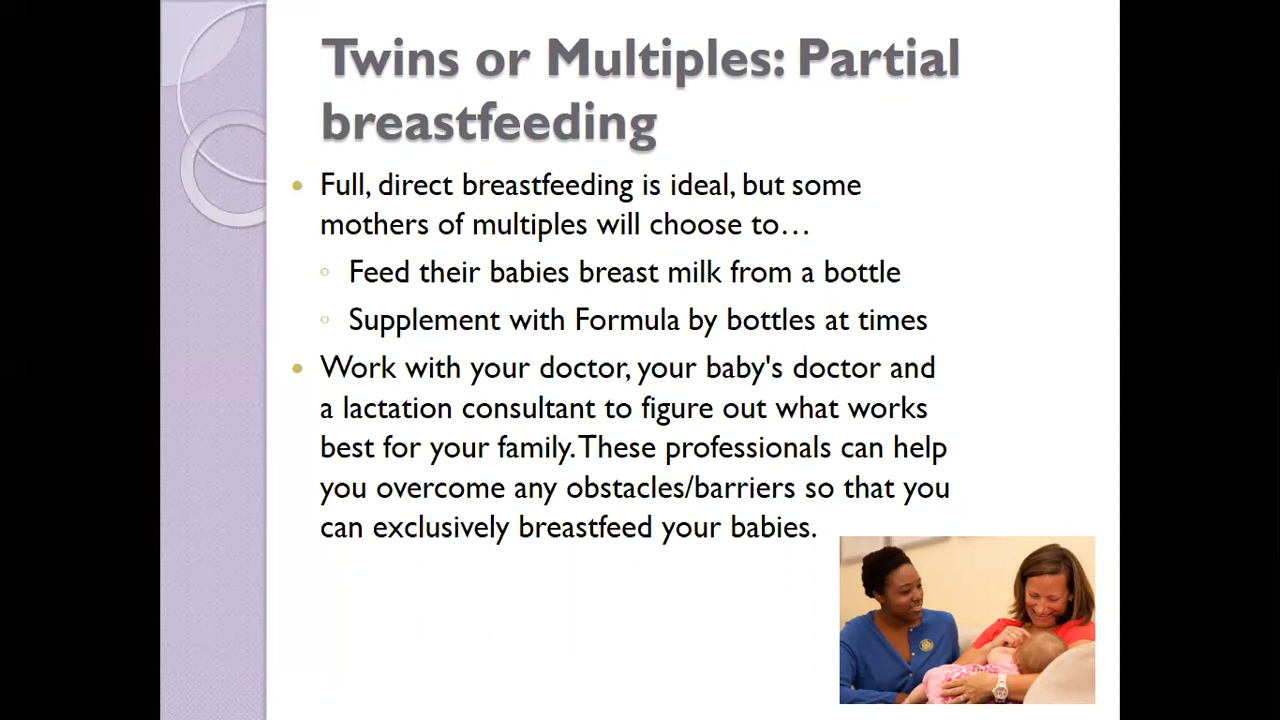 Twins or Multiples: Partial
breastfeeding
Full, direct breastfeeding is ideal, but some
mothers of multiples will choose to…
Feed their babies breast milk from a bottle
Supplement with Formula by bottles at times
Work with your doctor, your baby's doctor and
a lactation consultant to figure out what works
best for your family. These professionals can help
you overcome any obstacles/barriers so that you
can exclusively breastfeed your babies.